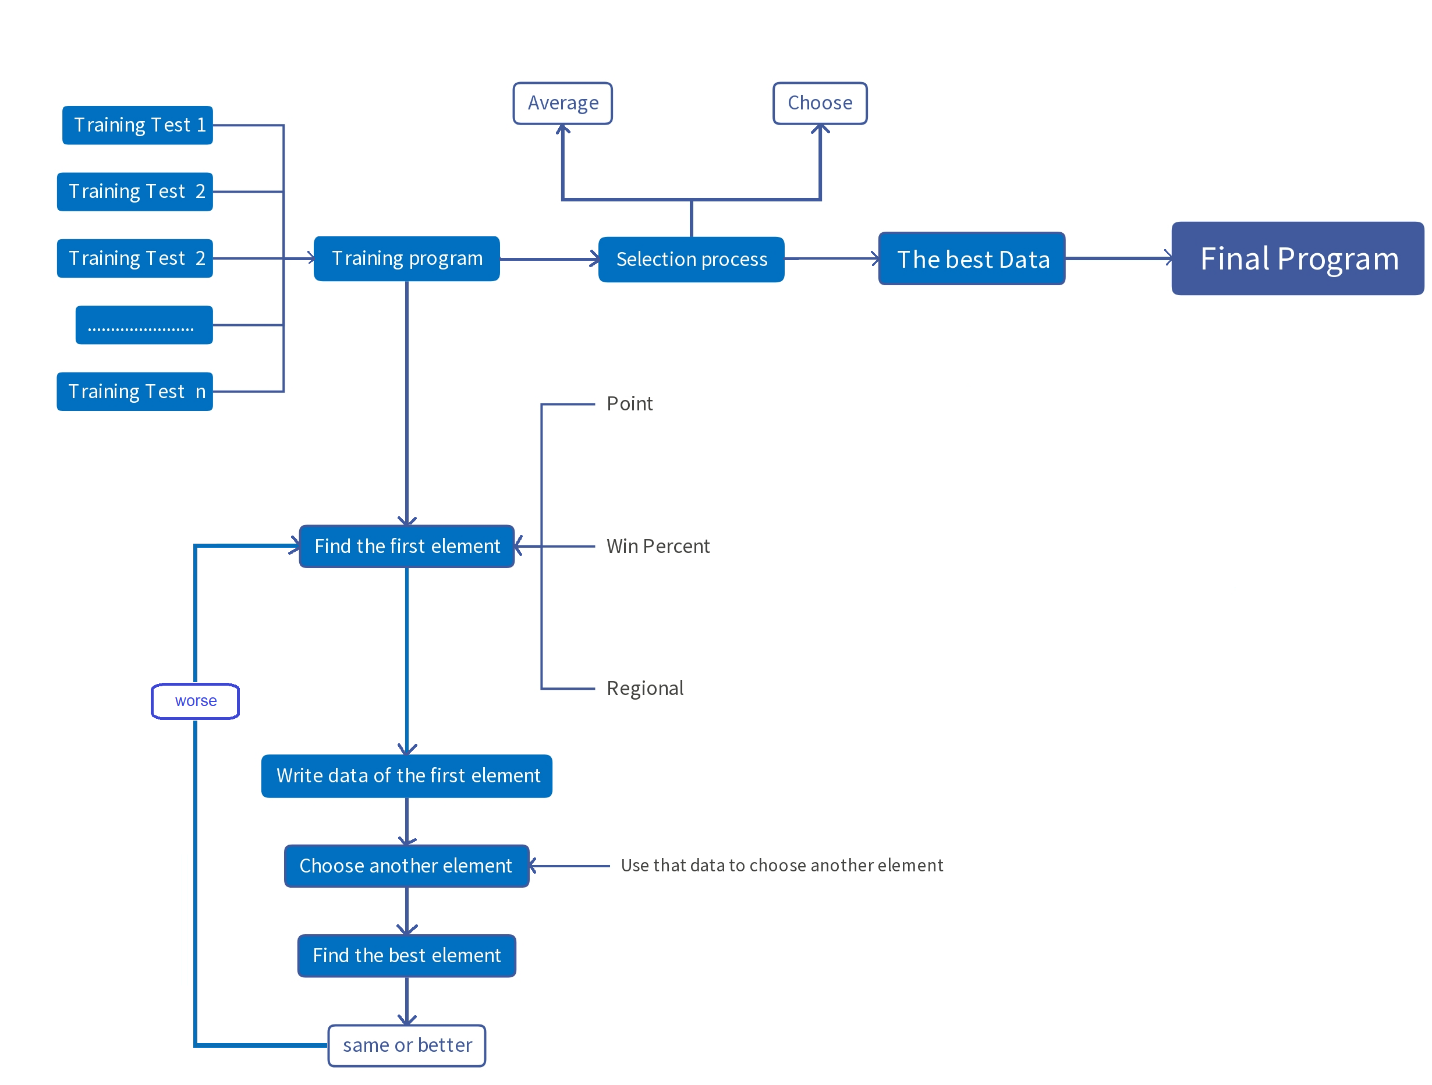 Average
Choose
Training Test 1
Training Test 2
Training Test 2
.......................
Training Test n
Training program
Selection process
The best Data
Final Program
Point
Find the first element
Win Percent
Regional
worse
Write data of the first element
Choose another element
Use that data to choose another element
Find the best element
same or better